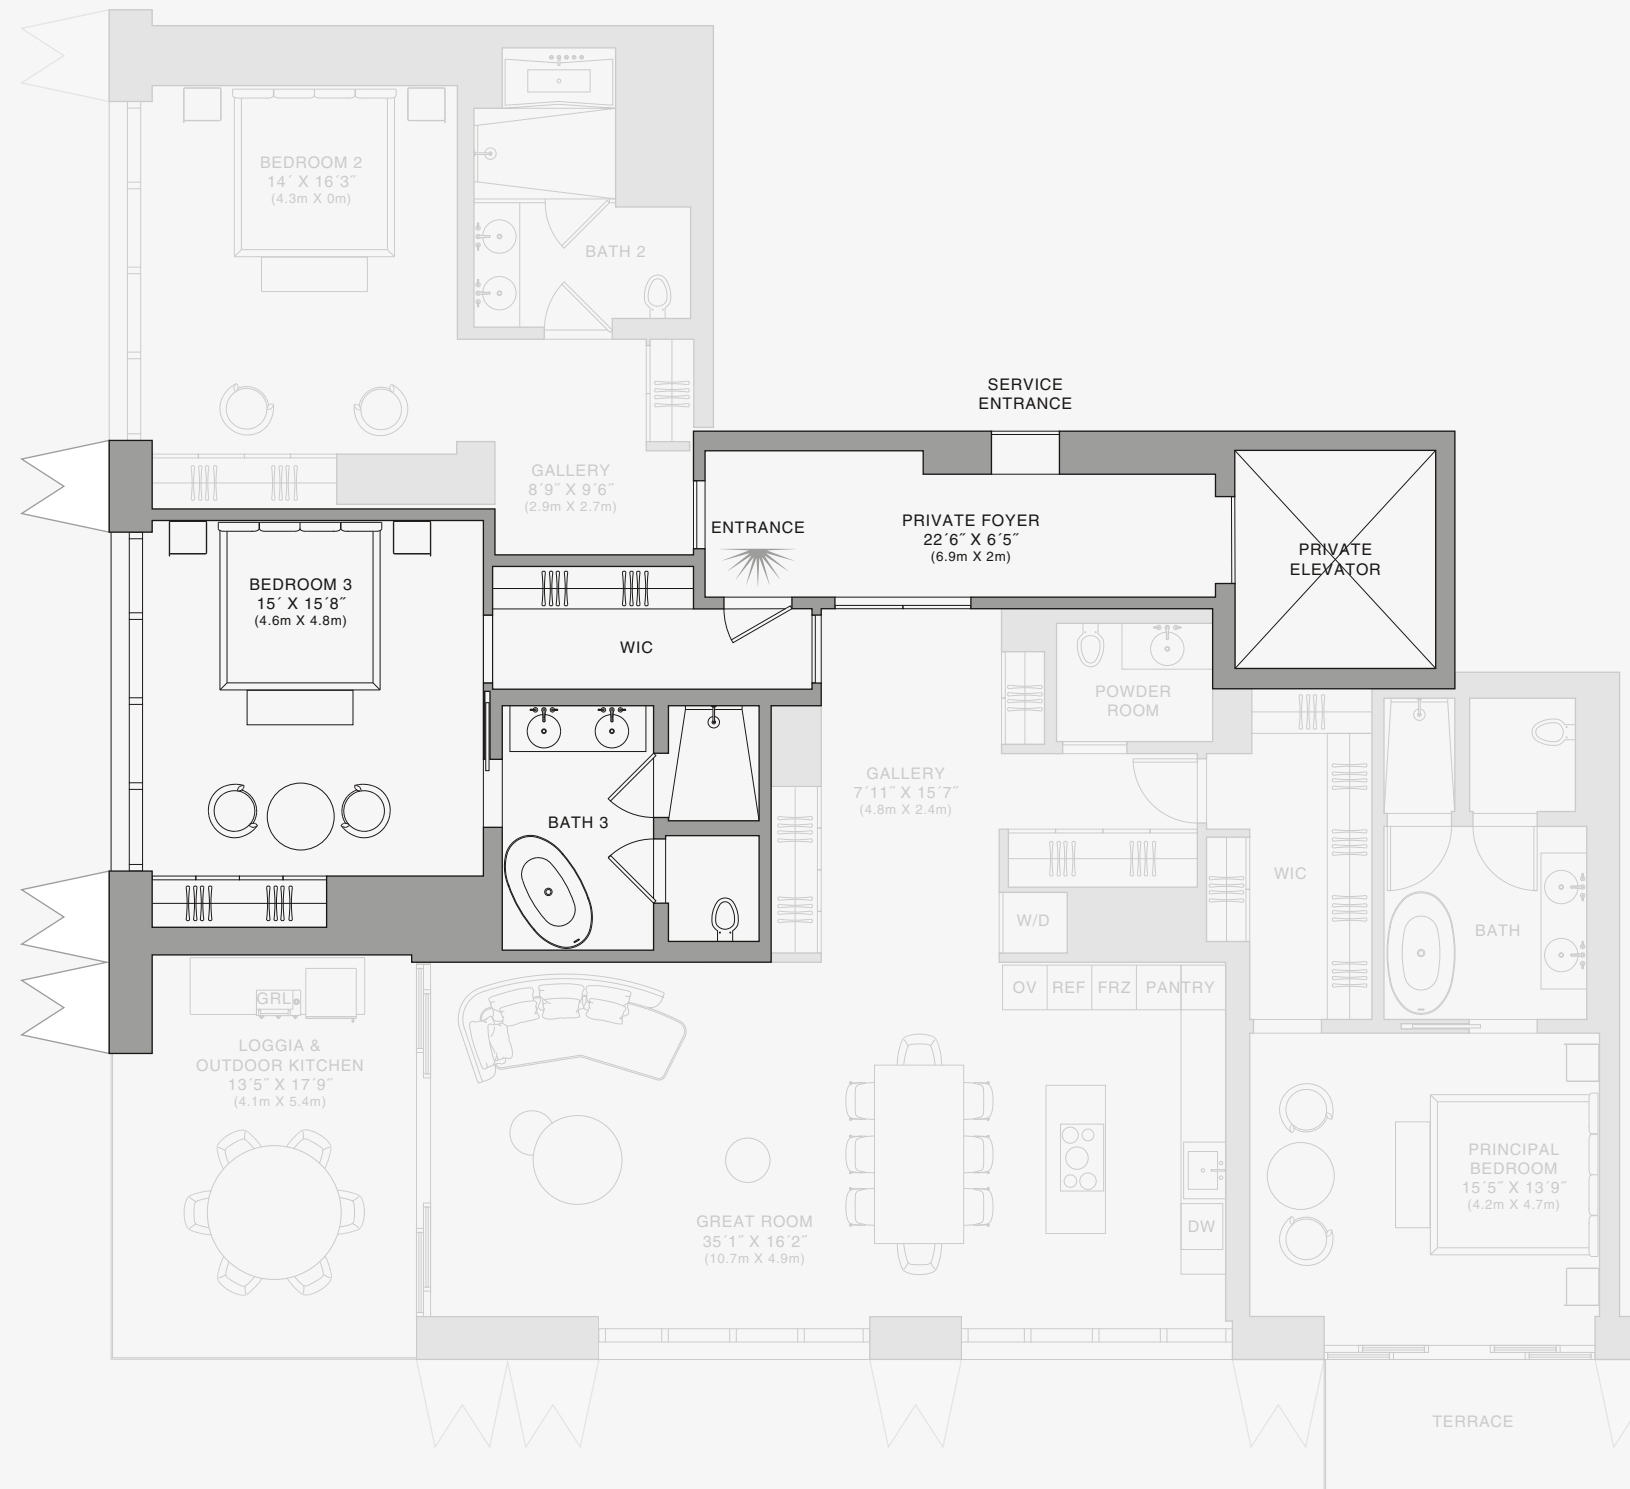 BEDROOM 2
14´ X 16´3˝
(4.3m X 0m)
BATH 2
SERVICE
ENTRANCE
GALLERY
8´9˝ X 9´6˝
(2.9m X 2.7m)
ENTRANCE
PRIVATE FOYER
22´6˝ X 6´5˝
(6.9m X 2m)
PRIVATE
ELEVATOR
BEDROOM 3
15´ X 15´8˝
(4.6m X 4.8m)
WIC
POWDER
ROOM
GALLERY
7´11˝ X 15´7˝
(4.8m X 2.4m)
BATH 3
WIC
W/D
BATH
OV
REF
FRZ
PANTRY
GRL
LOGGIA &
OUTDOOR KITCHEN
13´5˝ X 17´9˝
(4.1m X 5.4m)
PRINCIPAL
BEDROOM
15´5˝ X 13´9˝
(4.2m X 4.7m)
GREAT ROOM
35´1˝ X 16´2˝
(10.7m X 4.9m)
DW
TERRACE